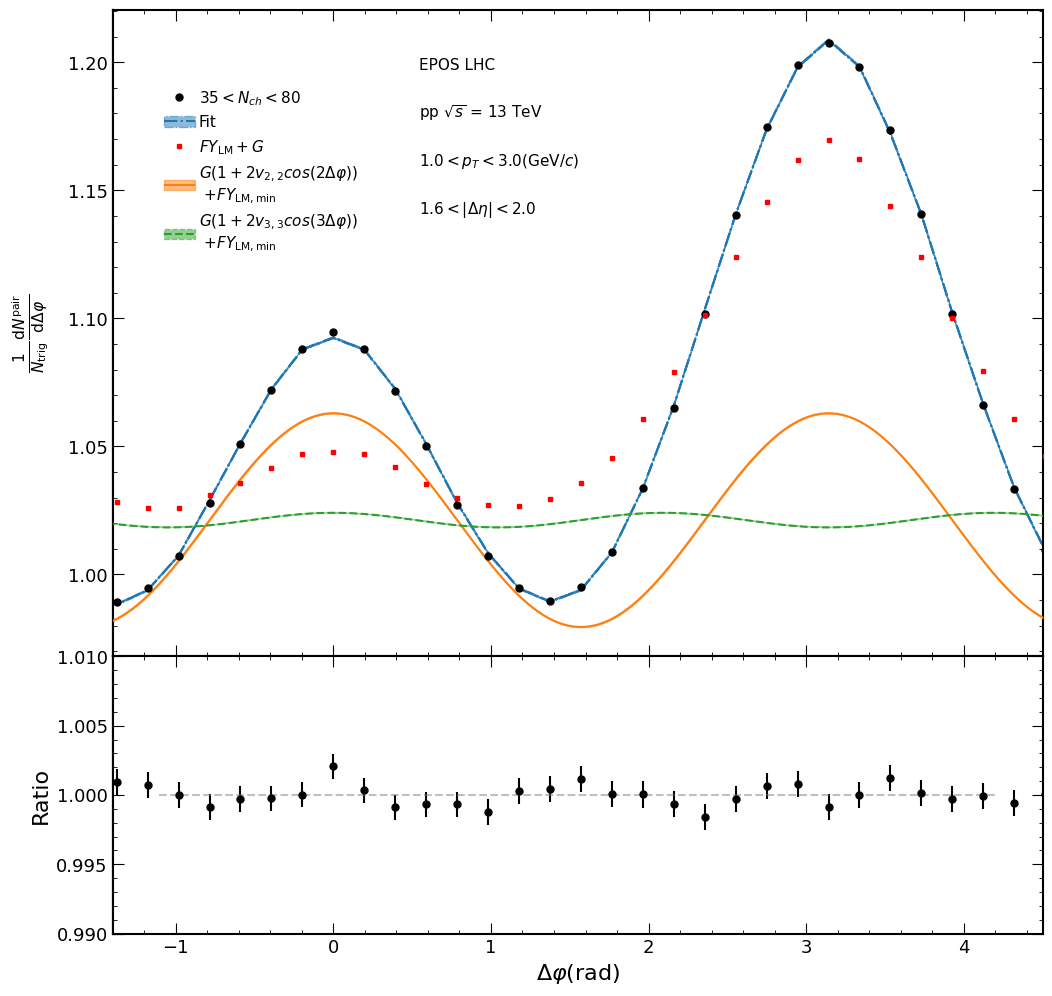 1.20
1.15
1.10
1.05
1.00
1/N_trig dN^pair/dΔφ
35 < N_ch < 80
Fit
FY_LM + G
G(1 + 2v_2,2cos(2Δφ))
+FY_LM, min
G(1 + 2v_3,3cos(3Δφ))
+FY_LM, min
EPOS LHC
pp √s = 13 TeV
1.0 < p_T < 3.0(GeV/c)
1.6 < |Δη| < 2.0
1.010
1.005
1.000
0.995
0.990
Ratio
−1 0 1 2 3 4
Δφ(rad)